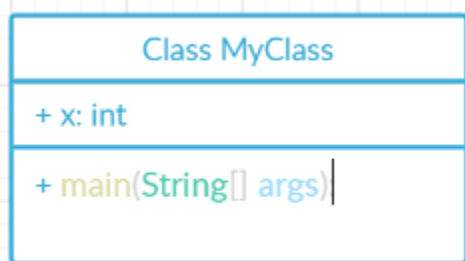 Class MyClass
+ x: int
+ main(String[] args):